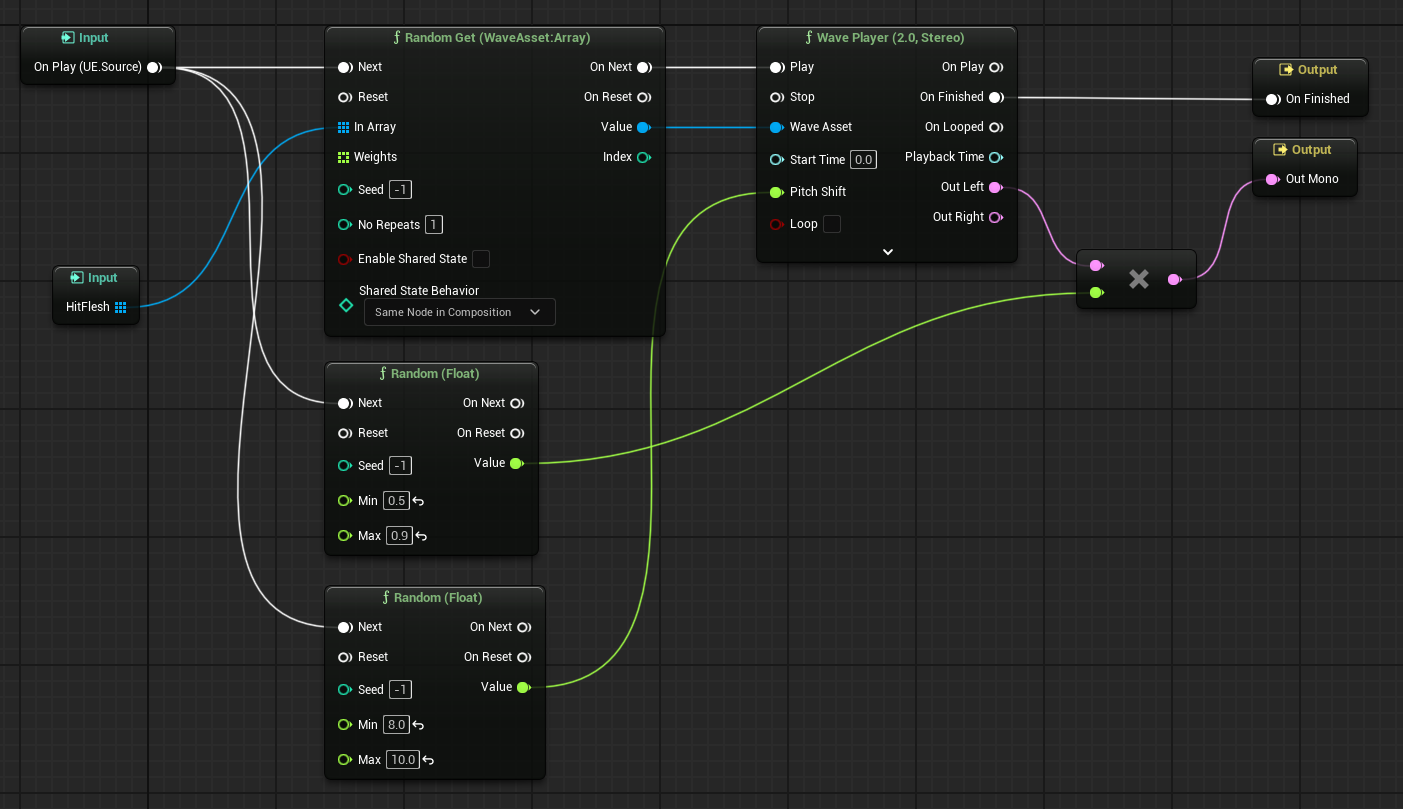 Input
On Play (UE.Source)
Random Get (WaveAsset:Array)
Next
On Next
Reset
On Reset
In Array
Value
Weights
Index
Seed -1
No Repeats 1
Enable Shared State
Shared State Behavior
Same Node in Composition
Wave Player (2.0, Stereo)
Play
On Play
Stop
On Finished
Wave Asset
On Looped
Start Time 0.0
Playback Time
Pitch Shift
Out Left
Loop
Out Right
Output
On Finished
Output
Out Mono
Input
HitFlesh
Random (Float)
Next
On Next
Reset
On Reset
Seed -1
Value
Min 0.5
Max 0.9
Random (Float)
Next
On Next
Reset
On Reset
Seed -1
Value
Min 8.0
Max 10.0